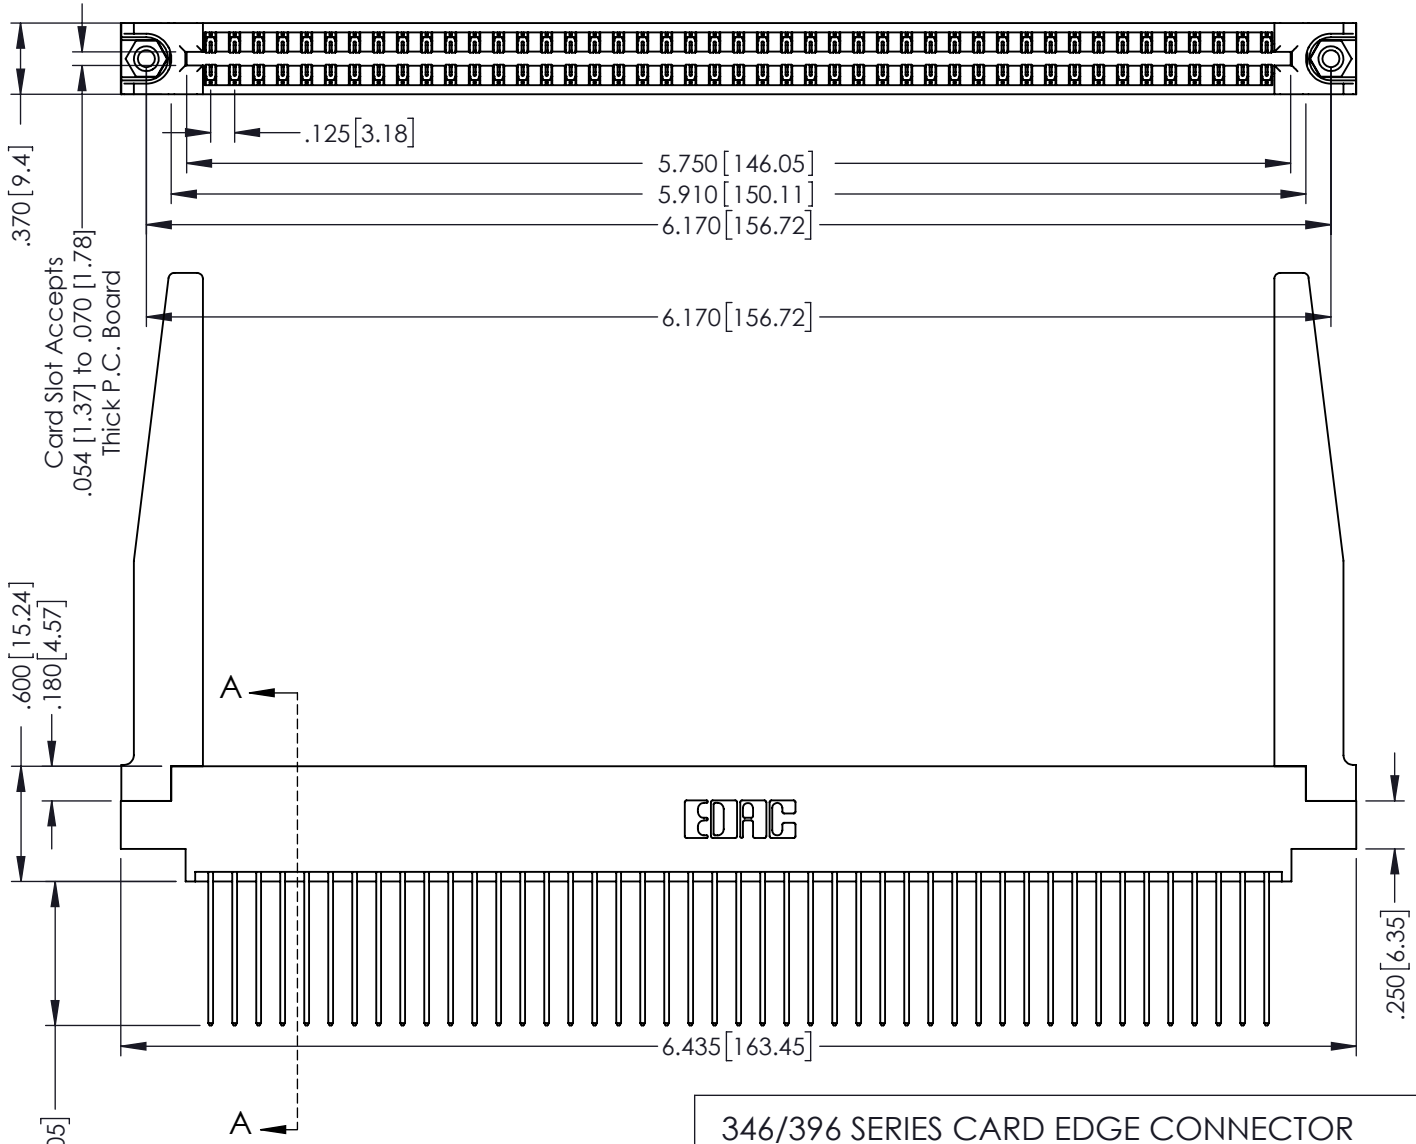 .125[3.18]
5.750[146.05]
5.910[150.11]
6.170[156.72]
.370[9.4]
Card Slot Accepts
.054 [1.37] to .070 [1.78]
Thick P.C. Board
6.170[156.72]
.600[15.24]
.180[4.57]
A
EDAC
.250[6.35]
6.435[163.45]
A
05]
346/396 SERIES CARD EDGE CONNECTOR